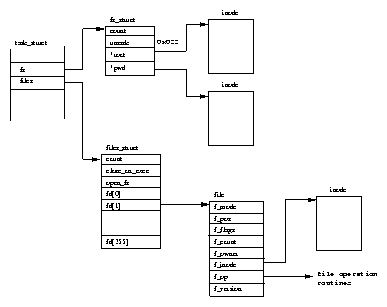 fs_struct
inode
count
umask
0x022
*root
*pwd
task_struct
fs
files
inode
files_struct
count
close_on_exec
open_fs
fd[0]
fd[1]
fd[255]
file
f_mode
f_pos
f_flags
f_count
f_owner
f_inode
f_op
f_version
inode
file operation
routines